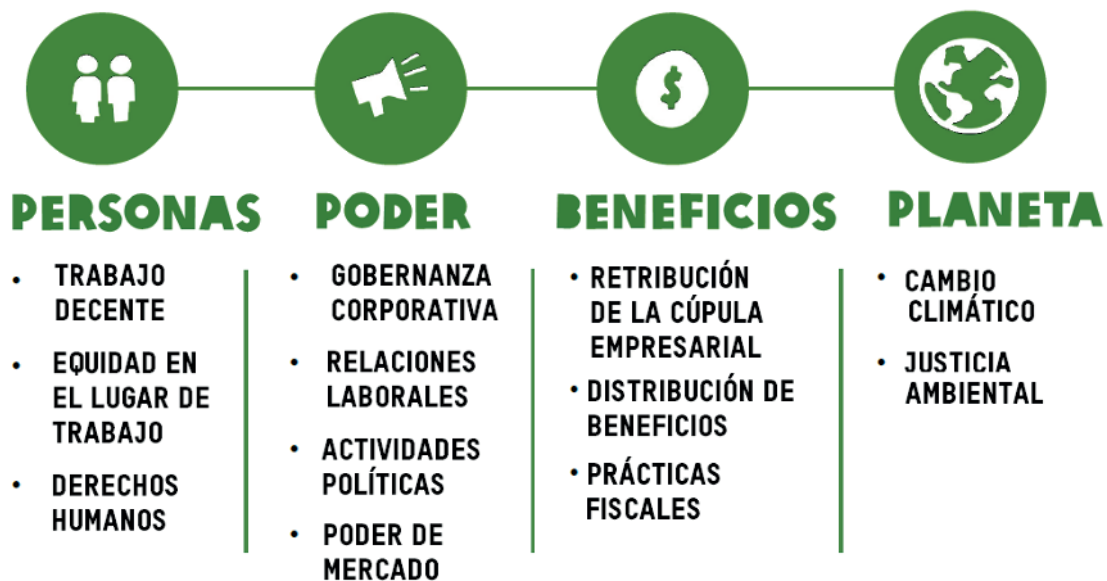 PERSONAS
• TRABAJO
DECENTE
• EQUIDAD EN
EL LUGAR DE
TRABAJO
• DERECHOS
HUMANOS
PODER
• GOBERNANZA
CORPORATIVA
• RELACIONES
LABORALES
• ACTIVIDADES
POLÍTICAS
• PODER DE
MERCADO
$
BENEFICIOS
• RETRIBUCIÓN
DE LA CÚPULA
EMPRESARIAL
• DISTRIBUCIÓN DE
BENEFICIOS
• PRÁCTICAS
FISCALES
PLANETA
• CAMBIO
CLIMÁTICO
• JUSTICIA
AMBIENTAL